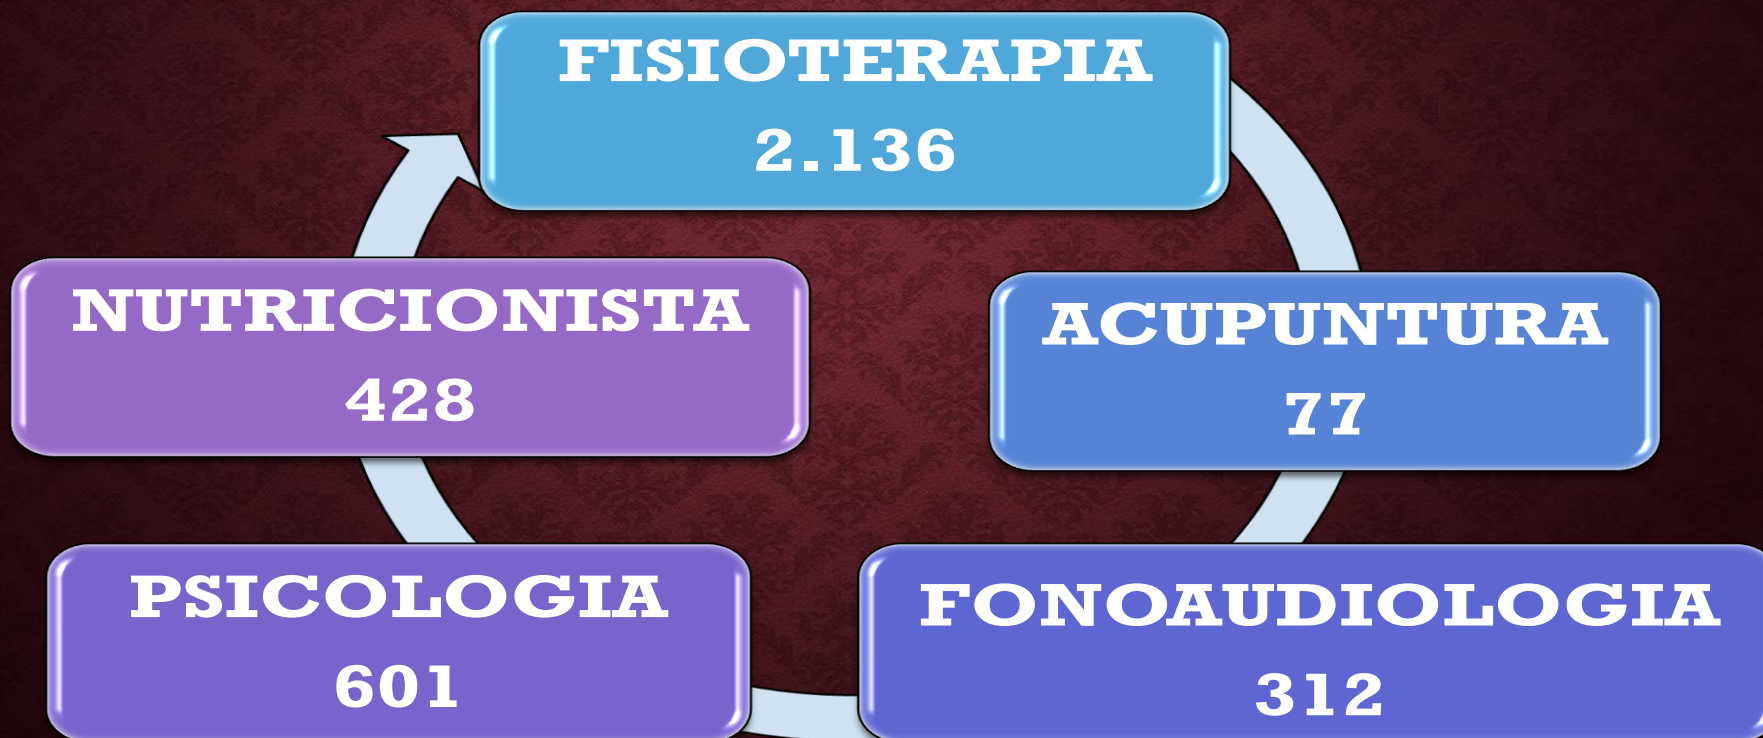 FISIOTERAPIA
2.136
ACUPUNTURA
77
FONOAUDIOLOGIA
312
PSICOLOGIA
601
NUTRICIONISTA
428